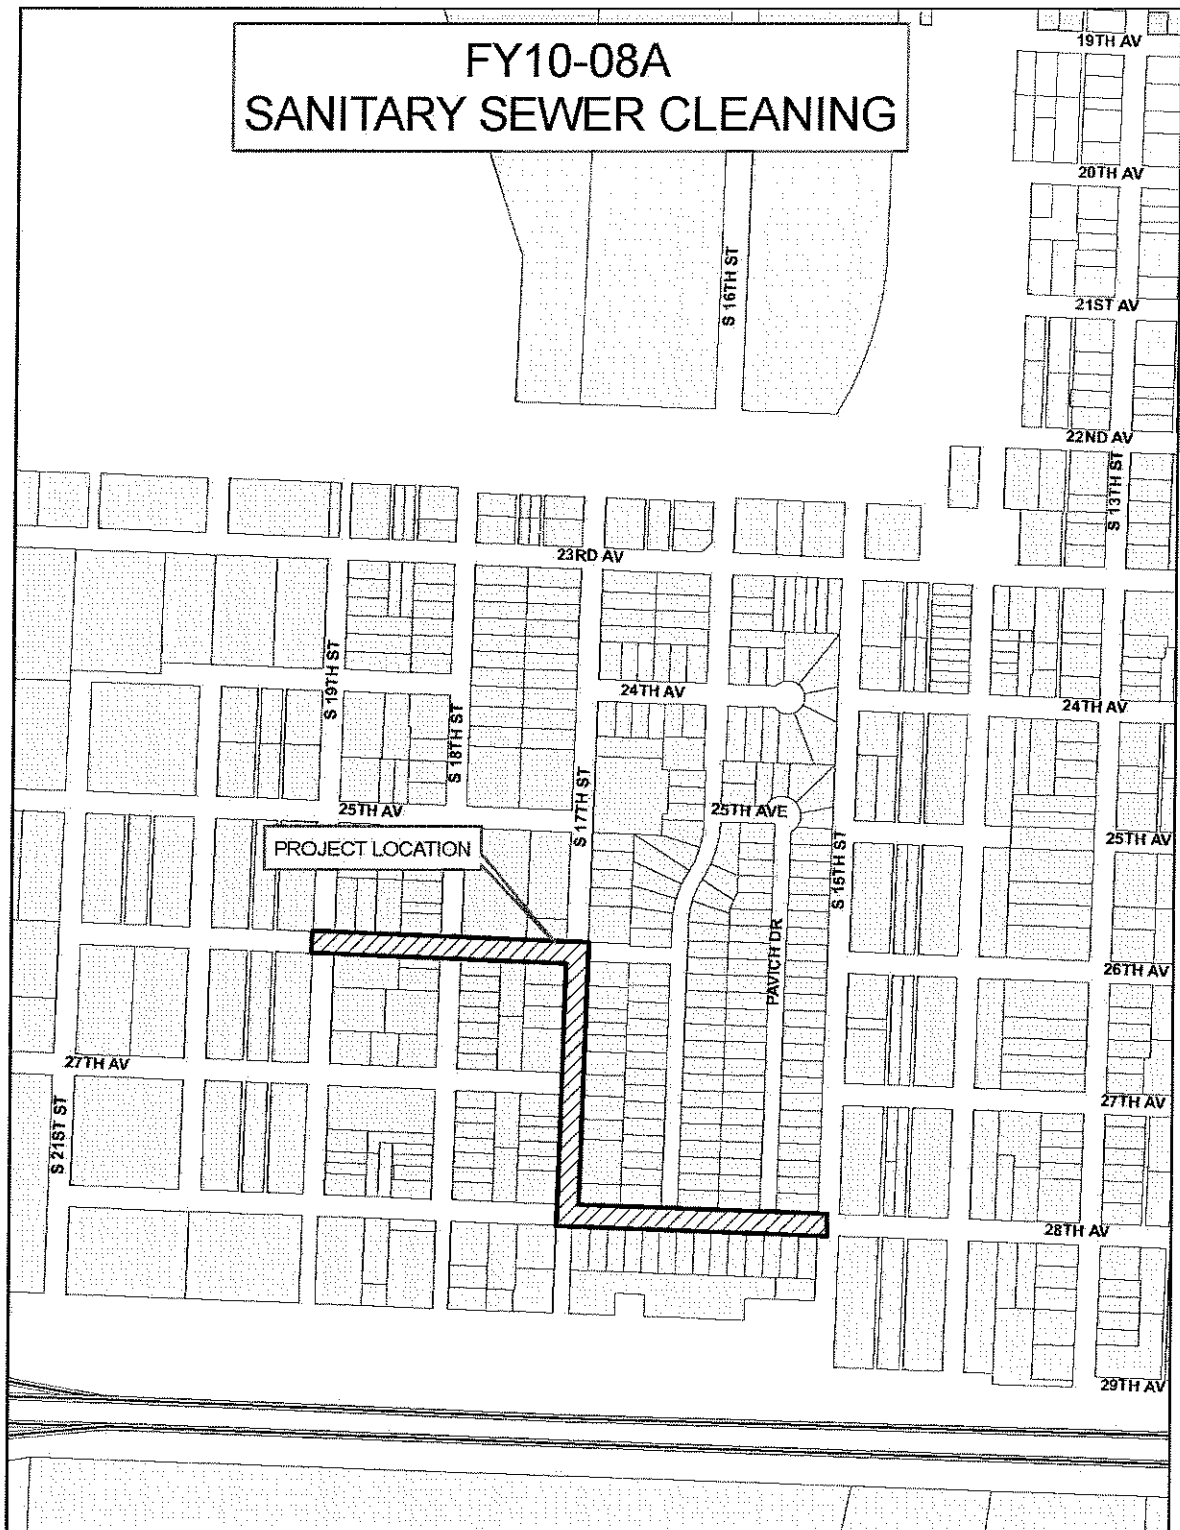 FY10-08A
SANITARY SEWER CLEANING
19TH AV
20TH AV
S 16TH ST
21ST AV
22ND AV
S 13TH ST
23RD AV
S 19TH ST
24TH AV
24TH AV
S 18TH ST
S 17TH ST
25TH AV
25TH AVE
25TH AV
S 15TH ST
PROJECT LOCATION
PAVICH DR
26TH AV
27TH AV
27TH AV
S 21ST ST
28TH AV
29TH AV